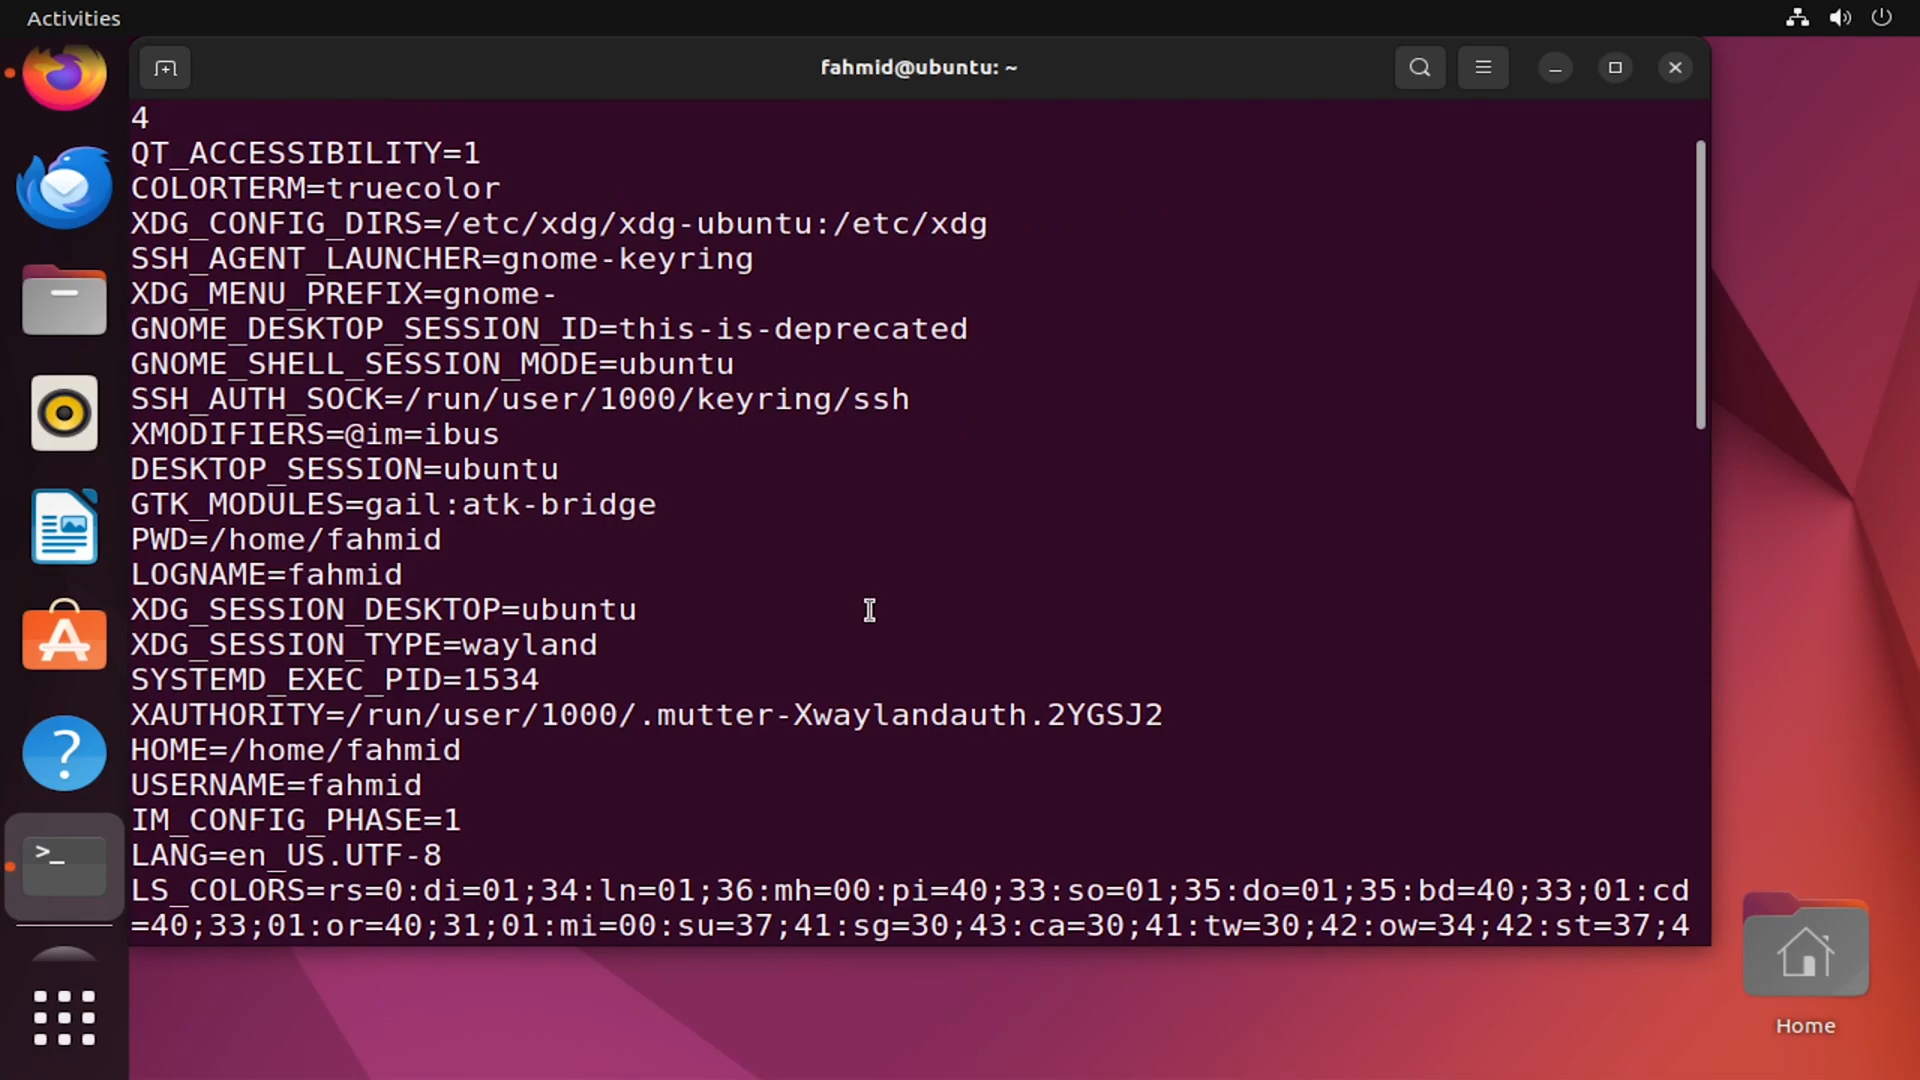 Activities
fahmid@ubuntu: ~
4
QT_ACCESSIBILITY=1
COLORTERM=truecolor
XDG_CONFIG_DIRS=/etc/xdg/xdg-ubuntu:/etc/xdg
SSH_AGENT_LAUNCHER=gnome-keyring
XDG_MENU_PREFIX=gnome-
GNOME_DESKTOP_SESSION_ID=this-is-deprecated
GNOME_SHELL_SESSION_MODE=ubuntu
SSH_AUTH_SOCK=/run/user/1000/keyring/ssh
XMODIFIERS=@im=ibus
DESKTOP_SESSION=ubuntu
GTK_MODULES=gail:atk-bridge
PWD=/home/fahmid
LOGNAME=fahmid
XDG_SESSION_DESKTOP=ubuntu
XDG_SESSION_TYPE=wayland
SYSTEMD_EXEC_PID=1534
XAUTHORITY=/run/user/1000/.mutter-Xwaylandauth.2YGSJ2
HOME=/home/fahmid
USERNAME=fahmid
IM_CONFIG_PHASE=1
LANG=en_US.UTF-8
LS_COLORS=rs=0:di=01;34:ln=01;36:mh=00:pi=40;33:so=01;35:do=01;35:bd=40;33;01:cd
=40;33;01:or=40;31;01:mi=00:su=37;41:sg=30;43:ca=30;41:tw=30;42:ow=34;42:st=37;4
Home